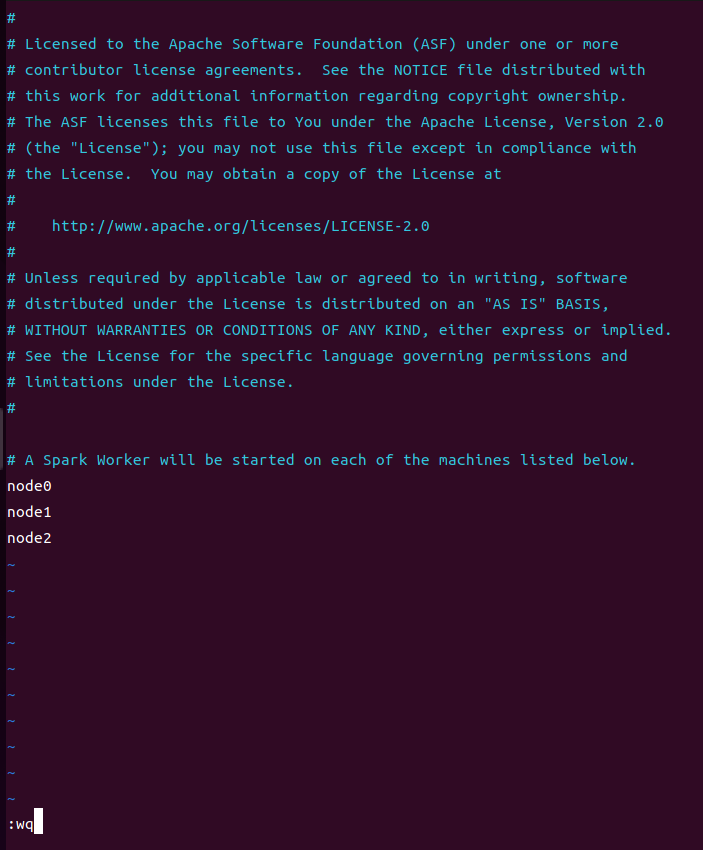 #
# Licensed to the Apache Software Foundation (ASF) under one or more
# contributor license agreements.  See the NOTICE file distributed with
# this work for additional information regarding copyright ownership.
# The ASF licenses this file to You under the Apache License, Version 2.0
# (the "License"); you may not use this file except in compliance with
# the License.  You may obtain a copy of the License at
#
#    http://www.apache.org/licenses/LICENSE-2.0
#
# Unless required by applicable law or agreed to in writing, software
# distributed under the License is distributed on an "AS IS" BASIS,
# WITHOUT WARRANTIES OR CONDITIONS OF ANY KIND, either express or implied.
# See the License for the specific language governing permissions and
# limitations under the License.
#

# A Spark Worker will be started on each of the machines listed below.
node0
node1
node2
~
~
~
~
~
~
~
~
~
~
:wq